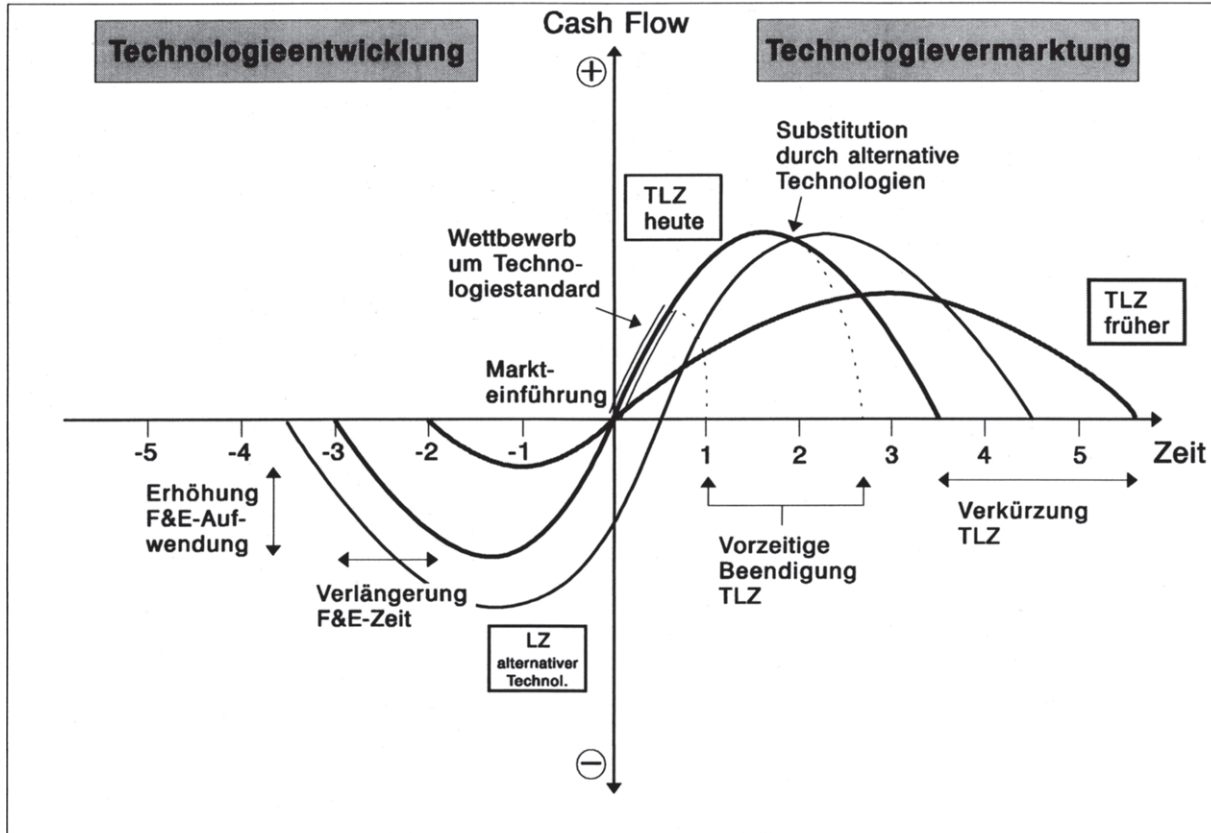 Cash Flow
Technologieentwicklung
Technologievermarktung
+
Substitution
durch alternative
Technologien
TLZ
heute
Wettbewerb
um Techno-
logiestandard
TLZ
früher
Markt-
einführung
-5 -4 -3 -2 -1 1 2 3 4 5 Zeit
Erhöhung
F&E-Auf-
wendung
Verlängerung
F&E-Zeit
Vorzeitige
Beendigung
TLZ
Verkürzung
TLZ
LZ
alternativer
Technol.
−